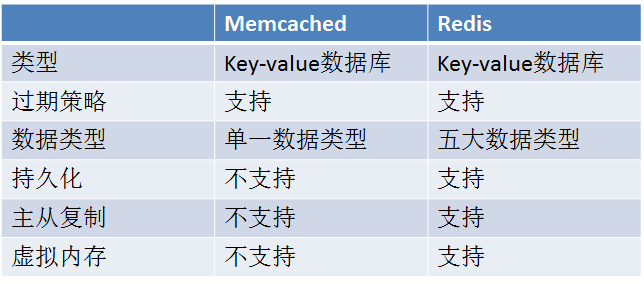 Memcached Redis
类型 Key-value数据库 Key-value数据库
过期策略 支持 支持
数据类型 单一数据类型 五大数据类型
持久化 不支持 支持
主从复制 不支持 支持
虚拟内存 不支持 支持